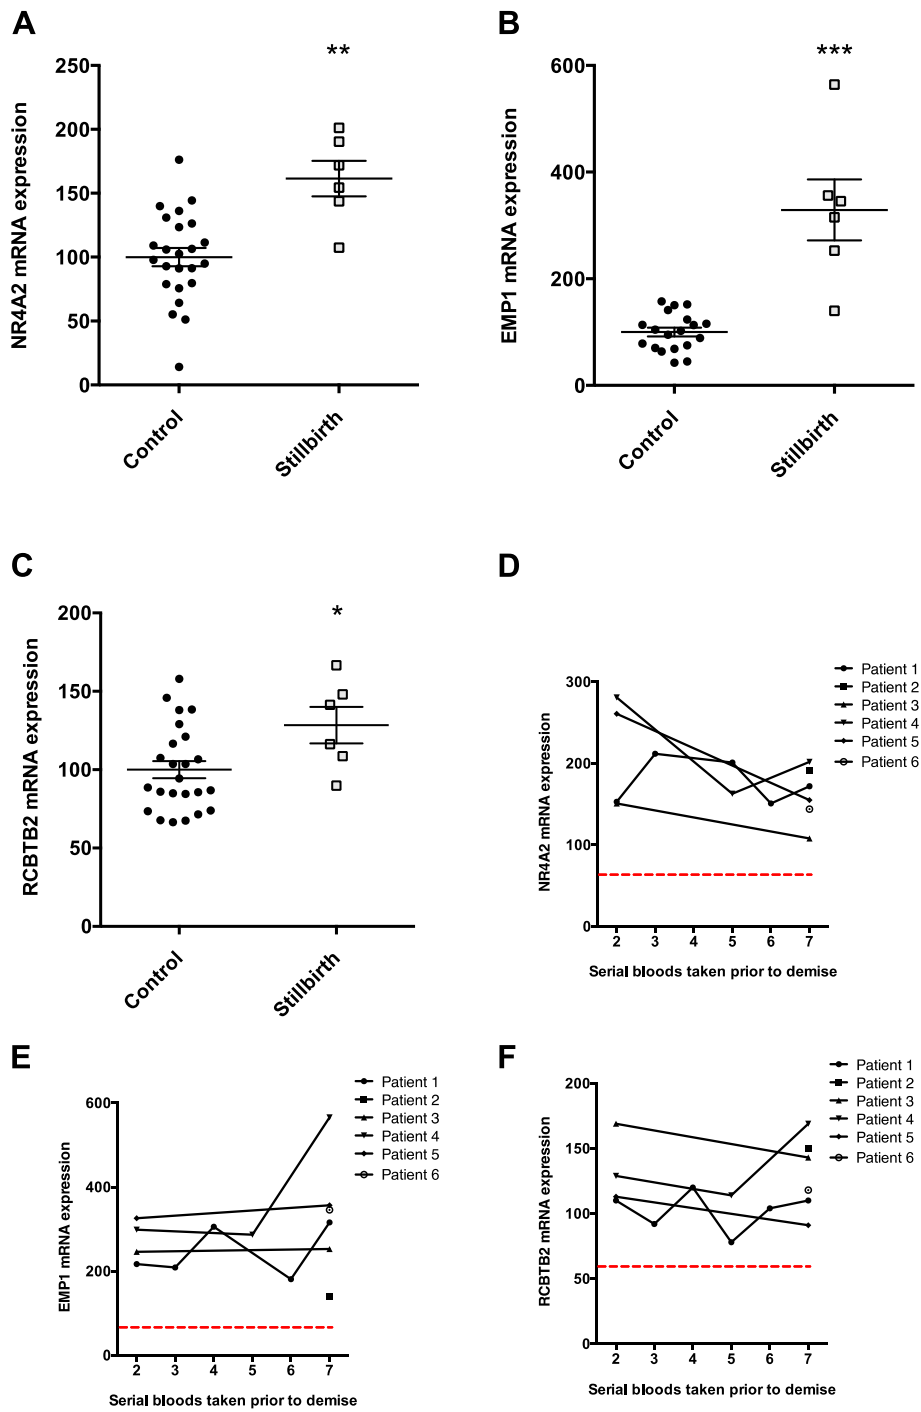 A
**
250
200
150
100
50
0
NR4A2 mRNA expression
Control
Stillbirth
B
***
600
400
200
0
EMP1 mRNA expression
Control
Stillbirth
C
*
200
150
100
50
0
RCBTB2 mRNA expression
Control
Stillbirth
D
Patient 1
Patient 2
Patient 3
Patient 4
Patient 5
Patient 6
300
200
100
0
NR4A2 mRNA expression
2 3 4 5 6 7
Serial bloods taken prior to demise
E
Patient 1
Patient 2
Patient 3
Patient 4
Patient 5
Patient 6
600
400
200
0
EMP1 mRNA expression
2 3 4 5 6 7
Serial bloods taken prior to demise
F
Patient 1
Patient 2
Patient 3
Patient 4
Patient 5
Patient 6
200
150
100
50
0
RCBTB2 mRNA expression
2 3 4 5 6 7
Serial bloods taken prior to demise